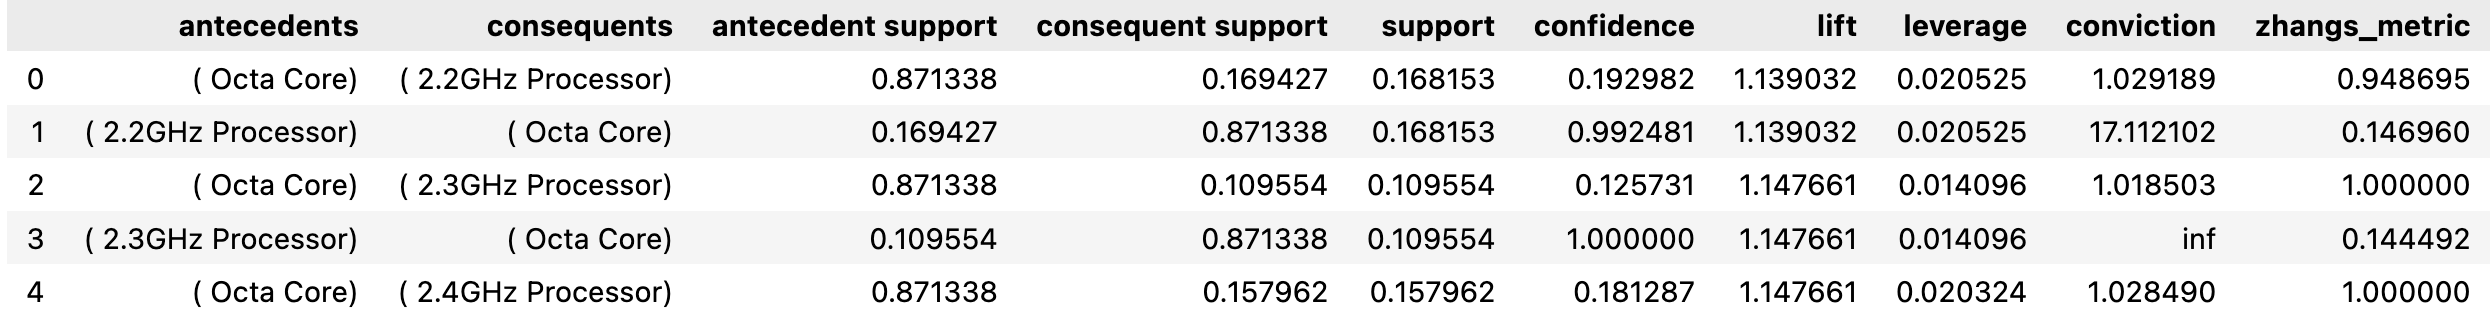 antecedents consequents antecedent support consequent support support confidence lift leverage conviction zhangs_metric
0 ( Octa Core) ( 2.2GHz Processor) 0.871338 0.169427 0.168153 0.192982 1.139032 0.020525 1.029189 0.948695
1 ( 2.2GHz Processor) ( Octa Core) 0.169427 0.871338 0.168153 0.992481 1.139032 0.020525 17.112102 0.146960
2 ( Octa Core) ( 2.3GHz Processor) 0.871338 0.109554 0.109554 0.125731 1.147661 0.014096 1.018503 1.000000
3 ( 2.3GHz Processor) ( Octa Core) 0.109554 0.871338 0.109554 1.000000 1.147661 0.014096 inf 0.144492
4 ( Octa Core) ( 2.4GHz Processor) 0.871338 0.157962 0.157962 0.181287 1.147661 0.020324 1.028490 1.000000